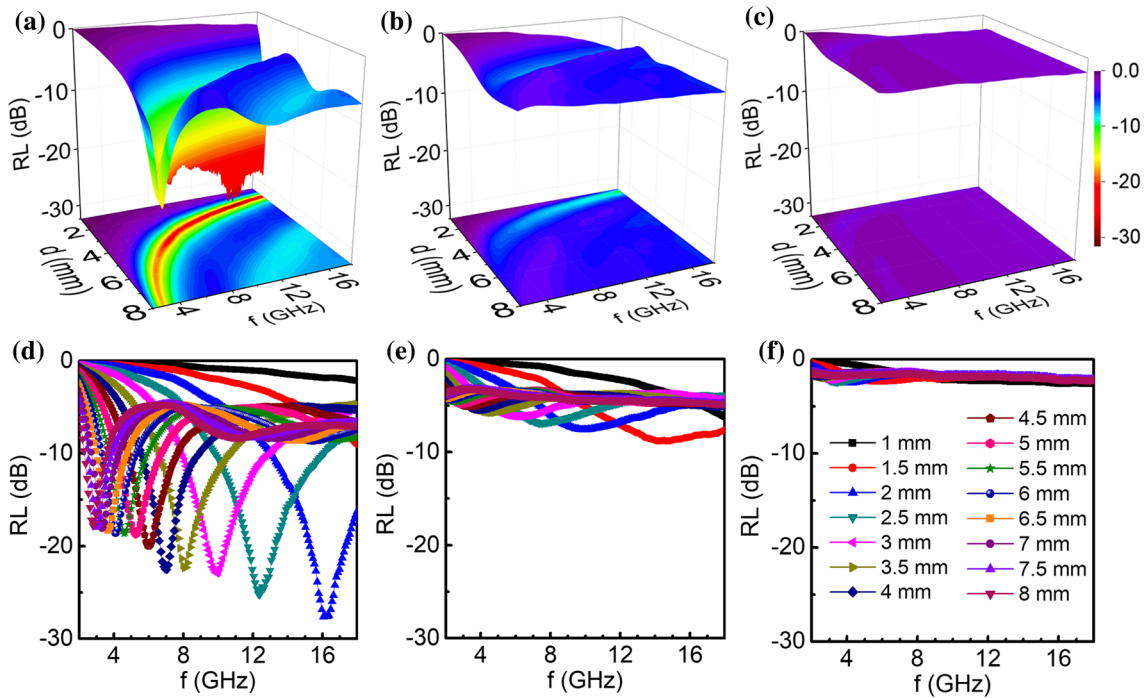 (a)
0
-10
-20
-30
RL (dB)
2
4
6
8
d (mm)
4
8
12
16
f (GHz)
(b)
0
-10
-20
-30
RL (dB)
2
4
6
8
d (mm)
4
8
12
16
f (GHz)
(c)
0
-10
-20
-30
RL (dB)
2
4
6
8
d (mm)
4
8
12
16
f (GHz)
0.0
-10
-20
-30
(d)
0
-10
-20
-30
RL (dB)
4 8 12 16
f (GHz)
(e)
0
-10
-20
-30
RL (dB)
4 8 12 16
f (GHz)
(f)
0
-10
-20
-30
RL (dB)
4 8 12 16
f (GHz)
1 mm
1.5 mm
2 mm
2.5 mm
3 mm
3.5 mm
4 mm
4.5 mm
5 mm
5.5 mm
6 mm
6.5 mm
7 mm
7.5 mm
8 mm